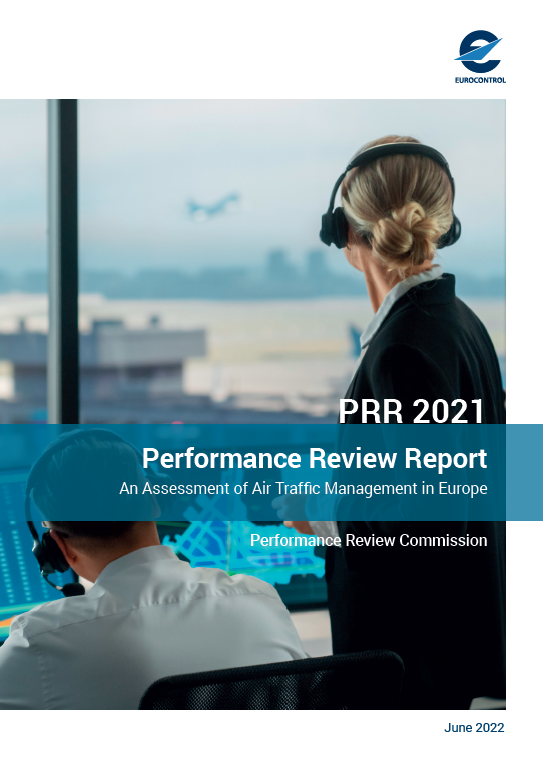 EUROCONTROL
PRR 2021
Performance Review Report
An Assessment of Air Traffic Management in Europe
Performance Review Commission
June 2022